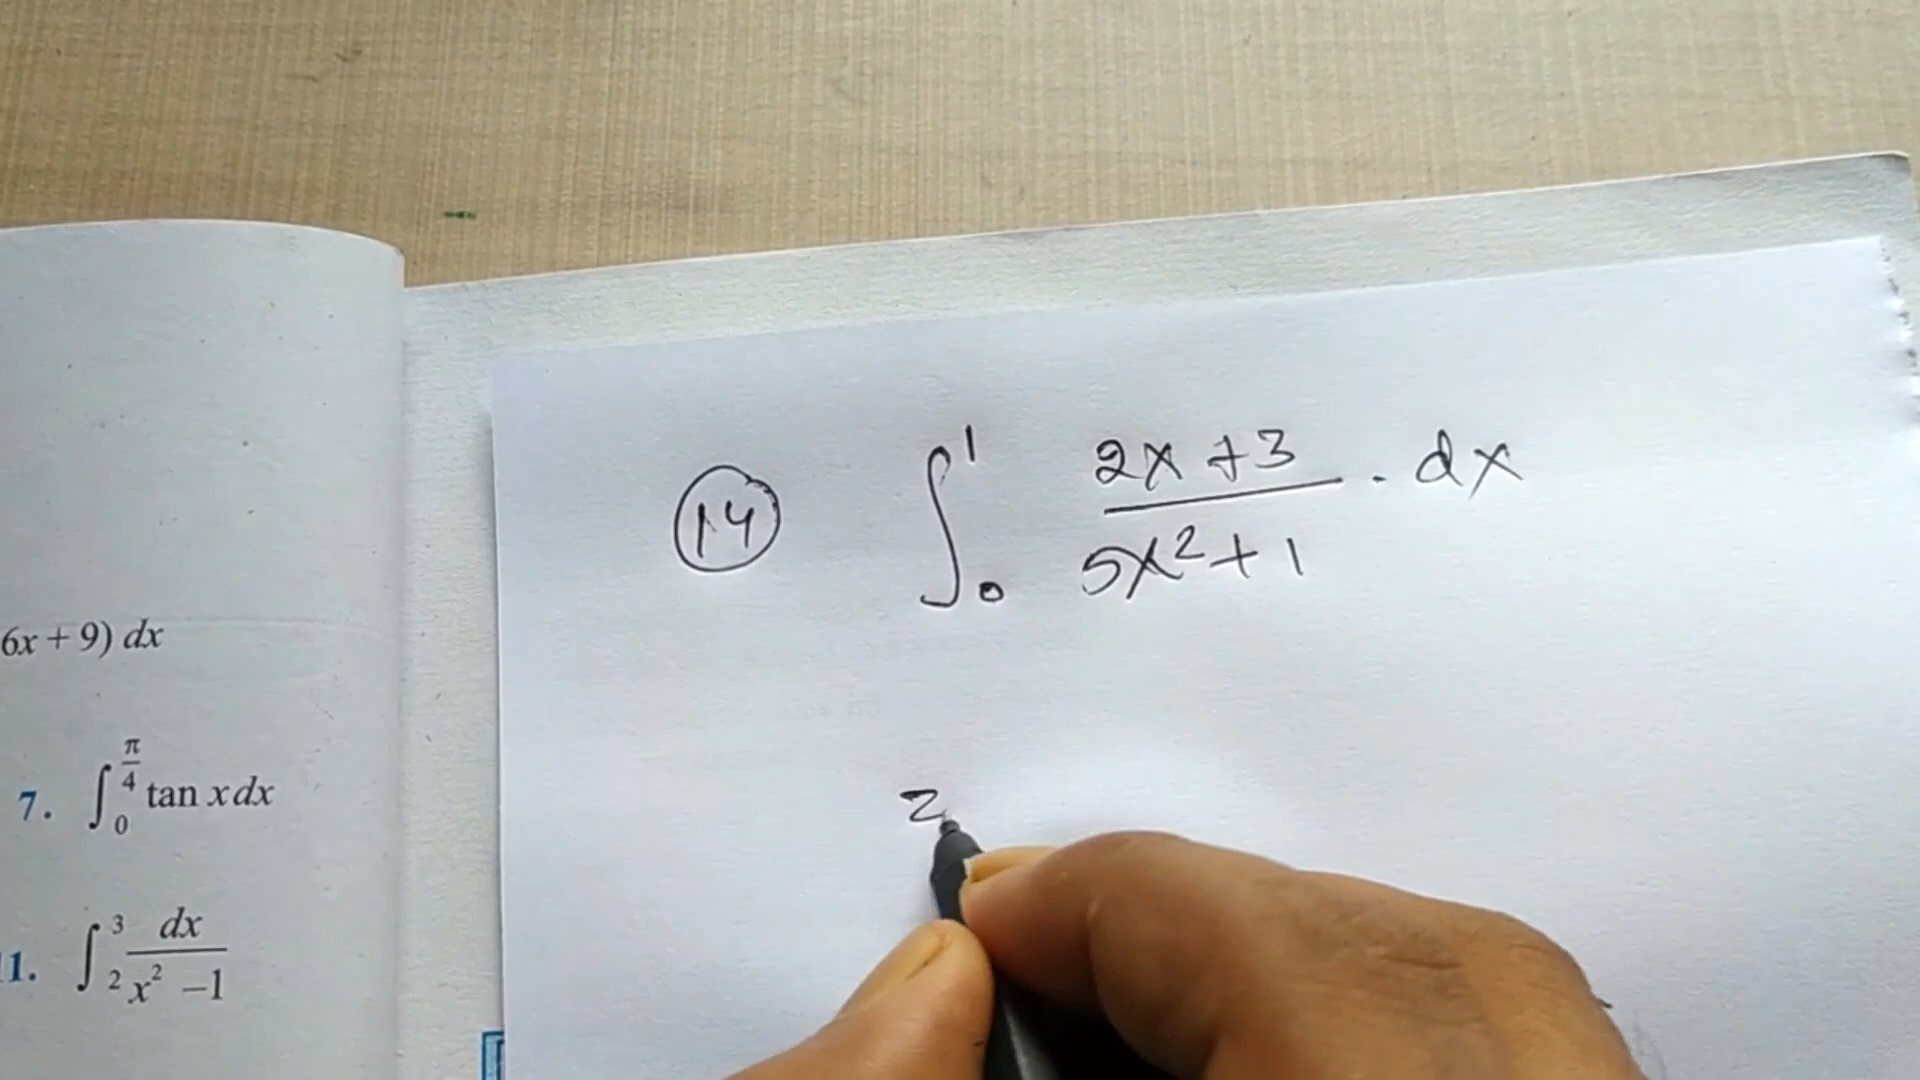 6x + 9) dx
7. ∫₀^(π/4) tan x dx
1. ∫₂³ dx/(x² − 1)
(14) ∫₀¹ (2x + 3)/(5x² + 1) . dx
2